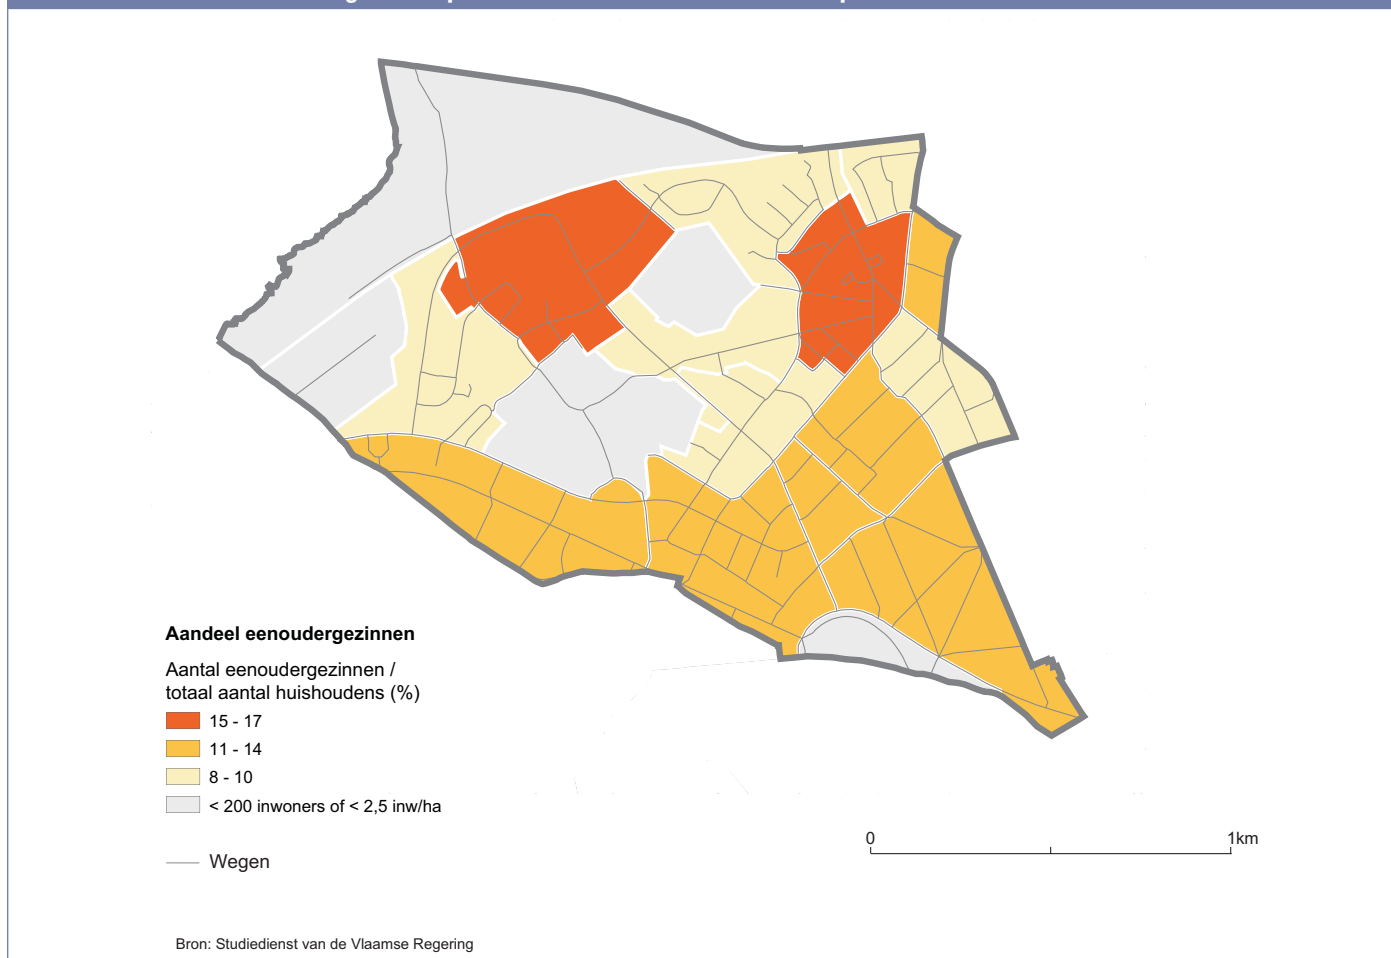 Aandeel eenoudergezinnen
Aantal eenoudergezinnen /
totaal aantal huishoudens (%)
15 - 17
11 - 14
8 - 10
< 200 inwoners of < 2,5 inw/ha
Wegen
0 1km
Bron: Studiedienst van de Vlaamse Regering